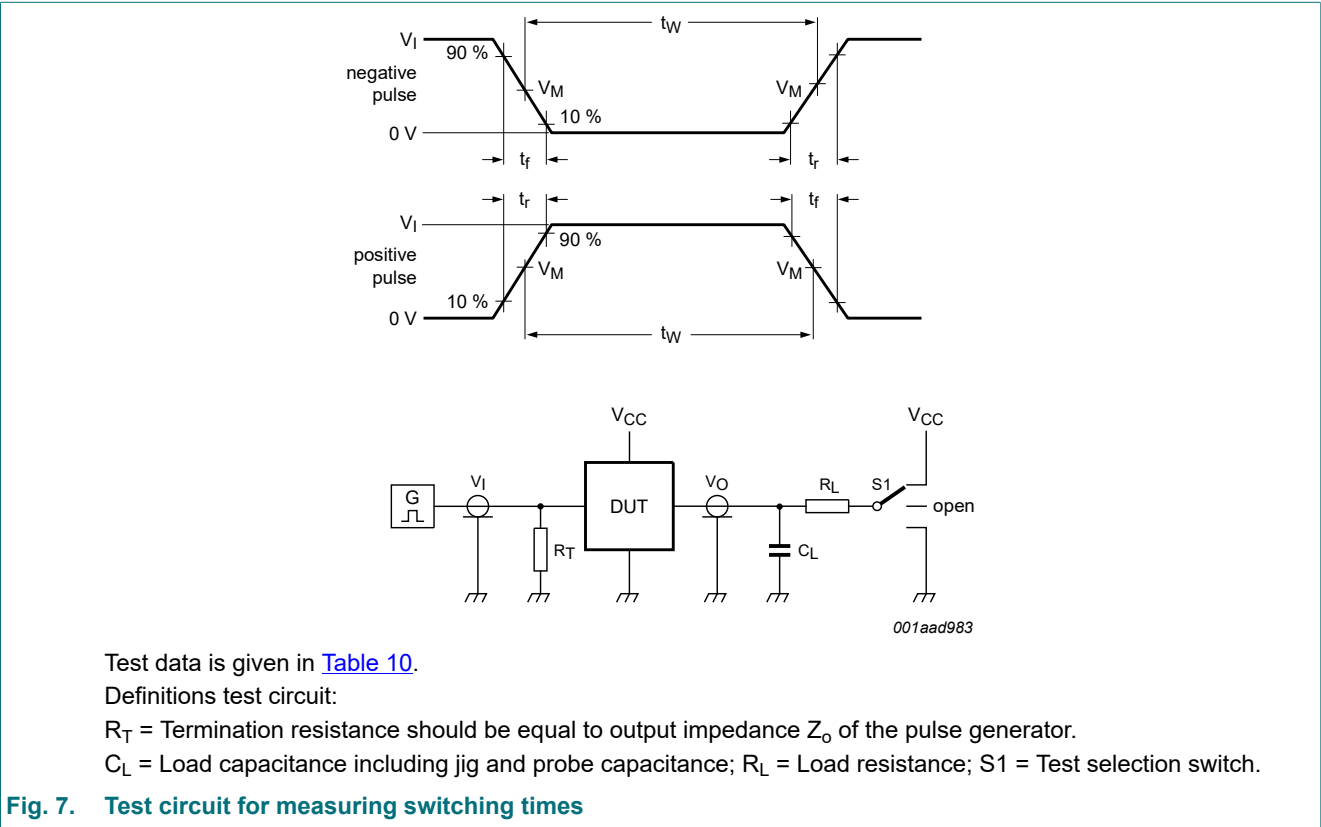 tW
VI
90 %
negative
pulse
VM
VM
10 %
0 V
tf
tr
tr
tf
VI
90 %
positive
pulse
VM
VM
10 %
0 V
tW
VCC
VCC
G
VI
DUT
VO
RL
S1
open
RT
CL
001aad983
Test data is given in Table 10.
Definitions test circuit:
RT = Termination resistance should be equal to output impedance Zo of the pulse generator.
CL = Load capacitance including jig and probe capacitance; RL = Load resistance; S1 = Test selection switch.
Fig. 7. Test circuit for measuring switching times